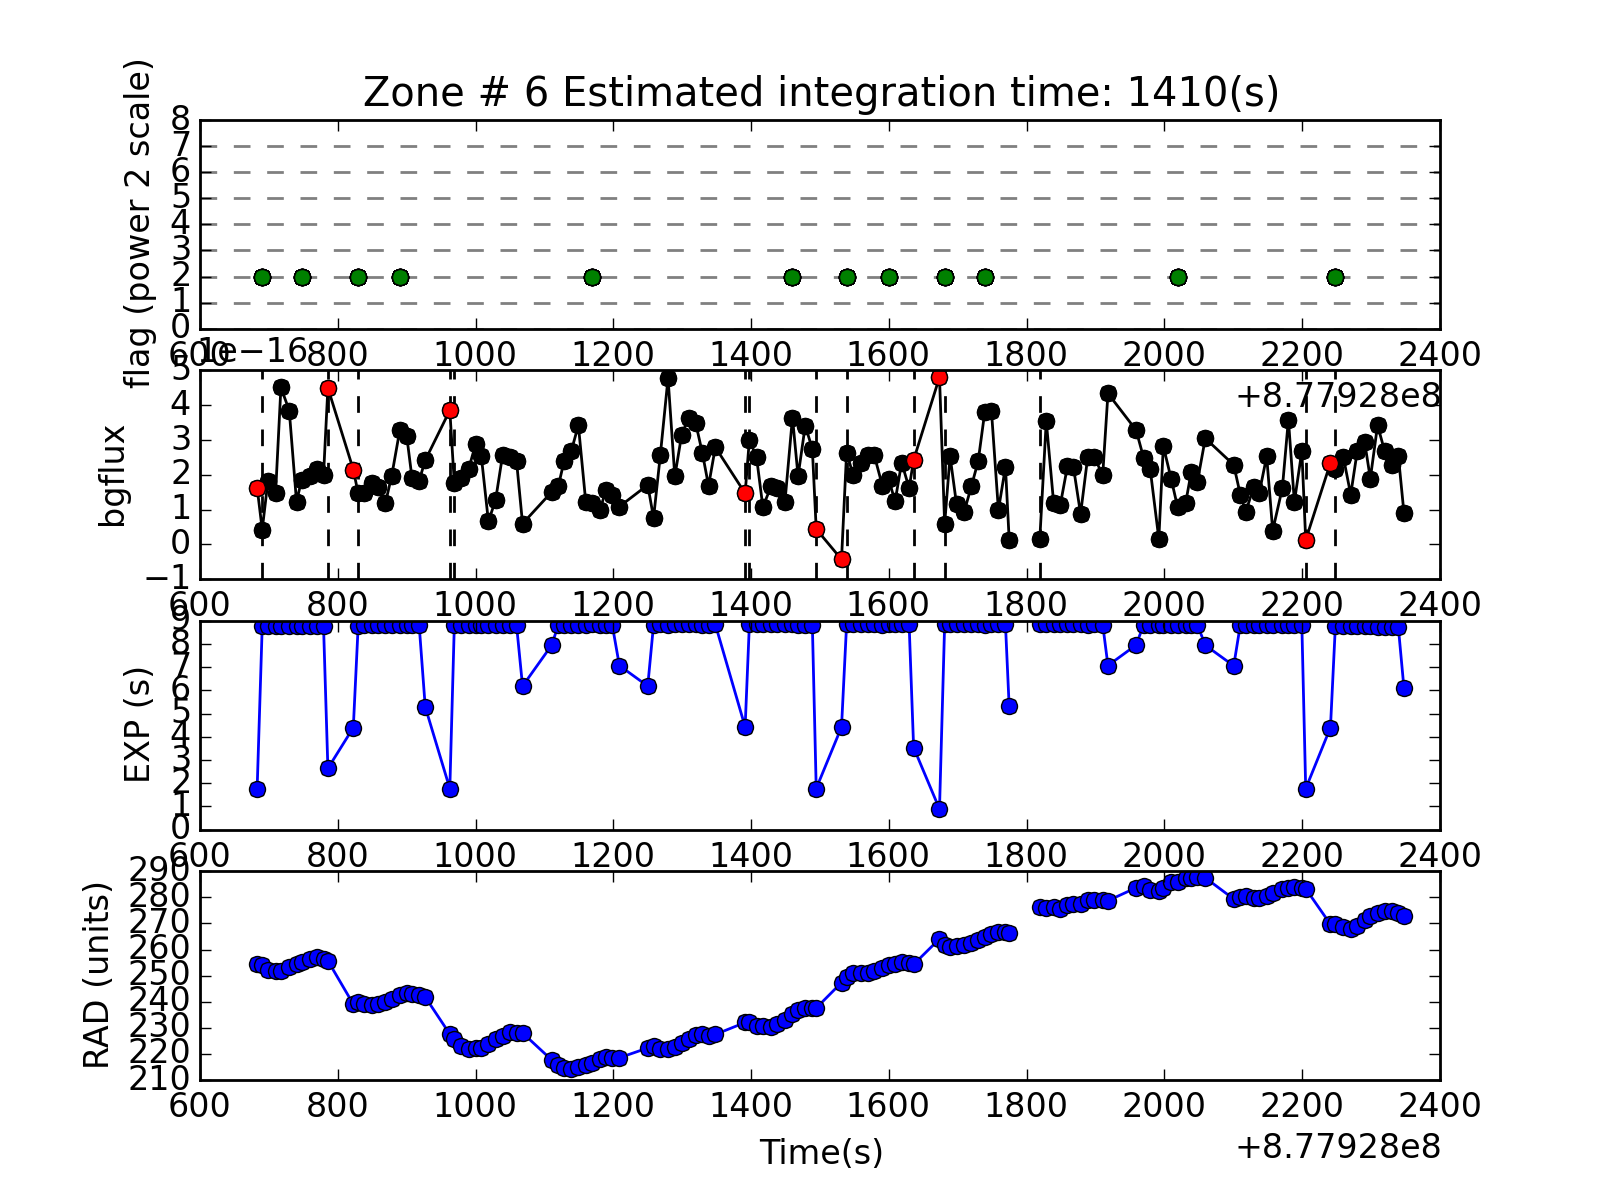 Zone # 6 Estimated integration time: 1410(s)
flag (power 2 scale)
8
7
6
5
4
3
2
1
0
600 800 1000 1200 1400 1600 1800 2000 2200 2400
1e−16
+8.77928e8
bgflux
5
4
3
2
1
0
−1
600 800 1000 1200 1400 1600 1800 2000 2200 2400
EXP (s)
9
8
7
6
5
4
3
2
1
0
600 800 1000 1200 1400 1600 1800 2000 2200 2400
RAD (units)
290
280
270
260
250
240
230
220
210
600 800 1000 1200 1400 1600 1800 2000 2200 2400
Time(s)
+8.77928e8